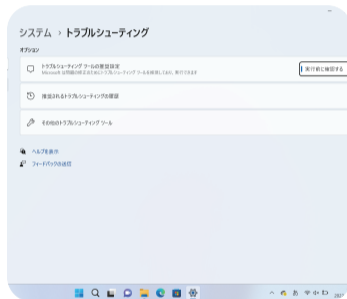 システム › トラブルシューティング
オプション
トラブルシューティング ツールの推奨設定
実行前に確認する
推奨されるトラブルシューティングの履歴
その他のトラブルシューティング ツール
ヘルプを表示
フィードバックの送信
あ